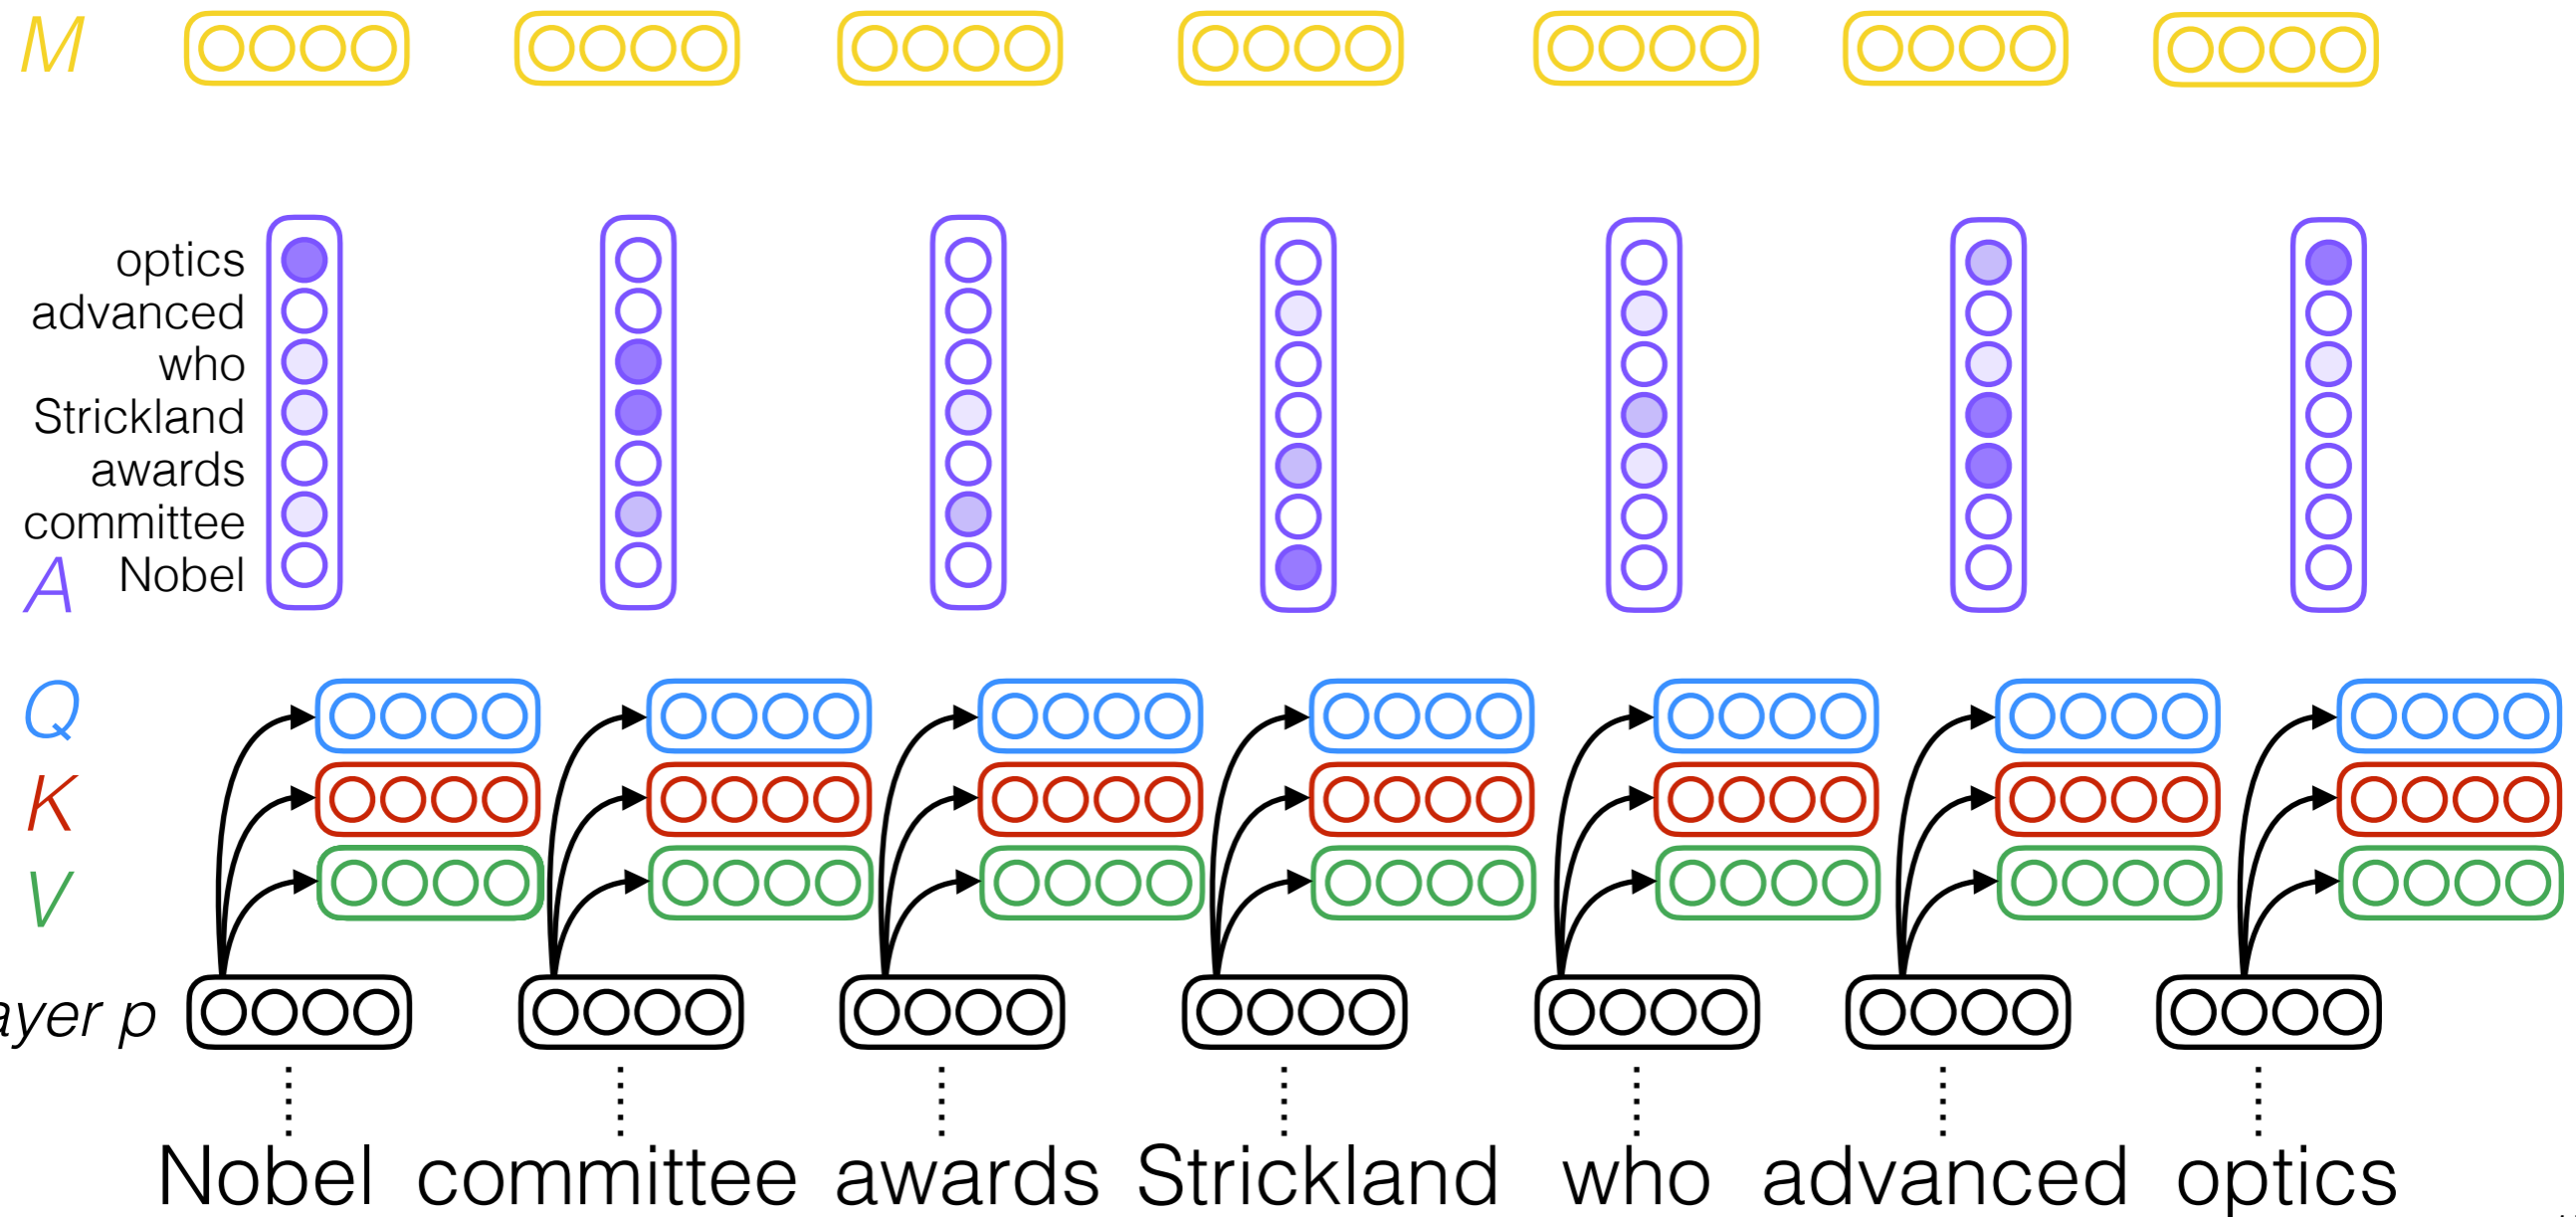 M
optics
advanced
who
Strickland
awards
committee
A Nobel
Q
K
V
ayer p
Nobel committee awards Strickland who advanced optics